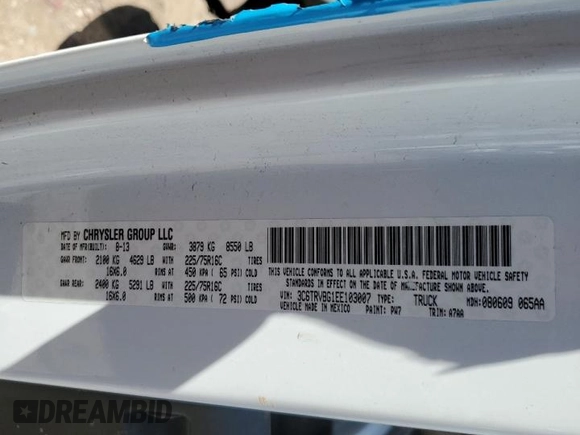 MFD BY CHRYSLER GROUP LLC
DATE OF MFR(BUILT): 8-13 GVWR: 3879 KG 8550 LB
GAWR FRONT: 2100 KG 4629 LB WITH 225/75R16C TIRES
16X6.0 RIMS AT 450 KPA ( 65 PSI) COLD
GAWR REAR: 2400 KG 5291 LB WITH 225/75R16C TIRES
16X6.0 RIMS AT 500 KPA ( 72 PSI) COLD
THIS VEHICLE CONFORMS TO ALL APPLICABLE U.S.A. FEDERAL MOTOR VEHICLE SAFETY
STANDARDS IN EFFECT ON THE DATE OF MANUFACTURE SHOWN ABOVE.
VIN: 3C6TRVBG1EE103007 TYPE: TRUCK MDH: 080609 065AA
VEHICLE MADE IN MEXICO PAINT: PW7 TRIM: A7AA
DREAMBID